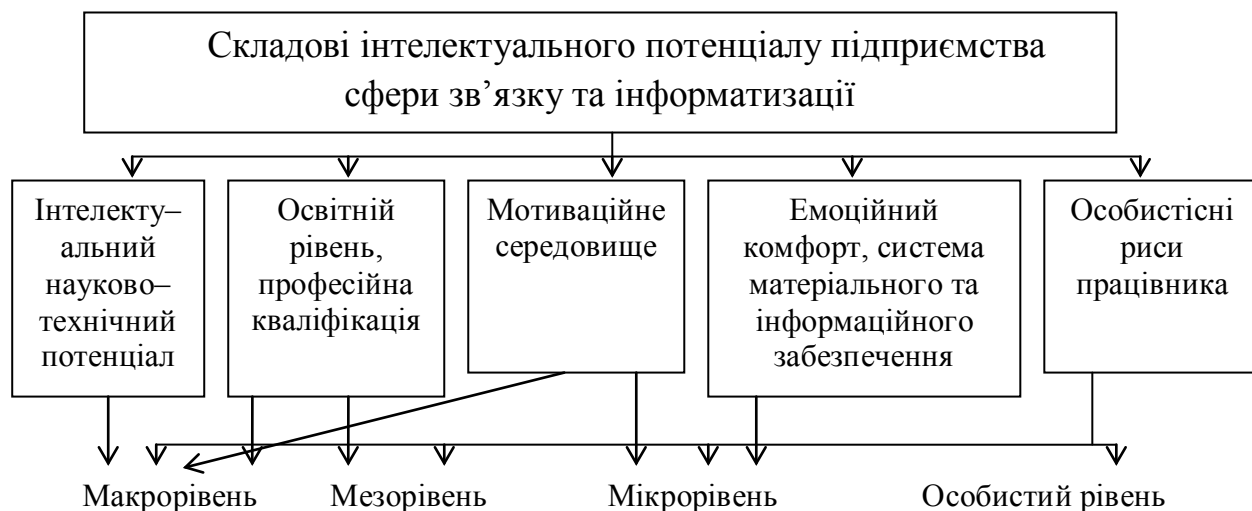 Складові інтелектуального потенціалу підприємства
сфери зв’язку та інформатизації
Інтелекту–
альний
науково–
технічний
потенціал
Освітній
рівень,
професійна
кваліфікація
Мотиваційне
середовище
Емоційний
комфорт, система
матеріального та
інформаційного
забезпечення
Особистісні
риси
працівника
Макрорівень
Мезорівень
Мікрорівень
Особистий рівень